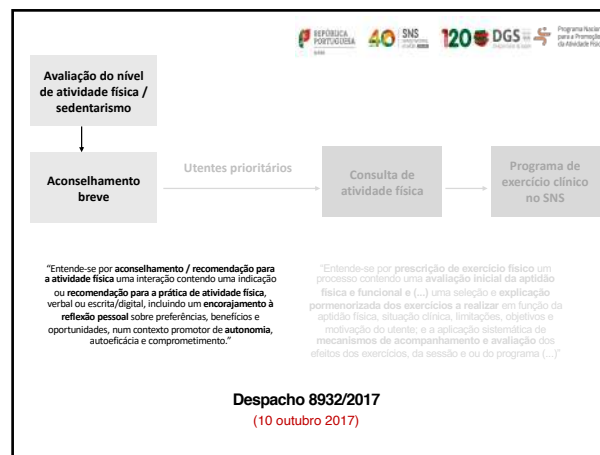 REPÚBLICA
PORTUGUESA
40 SNS
120 DGS
Programa Nacional
para a Promoção
da Atividade Física
Avaliação do nível
de atividade física /
sedentarismo
Aconselhamento
breve
Utentes prioritários
Consulta de
atividade física
Programa de
exercício clínico
no SNS
"Entende-se por aconselhamento / recomendação para
a atividade física uma interação contendo uma indicação
ou recomendação para a prática de atividade física,
verbal ou escrita/digital, incluindo um encorajamento à
reflexão pessoal sobre preferências, benefícios e
oportunidades, num contexto promotor de autonomia,
autoeficácia e comprometimento."
"Entende-se por prescrição de exercício físico um
processo contendo uma avaliação inicial da aptidão
física e funcional e (...) uma seleção e explicação
pormenorizada dos exercícios a realizar em função da
aptidão física, situação clínica, limitações, objetivos e
motivação do utente; e a aplicação sistemática de
mecanismos de acompanhamento e avaliação dos
efeitos dos exercícios, da sessão e ou do programa (...)"
Despacho 8932/2017
(10 outubro 2017)